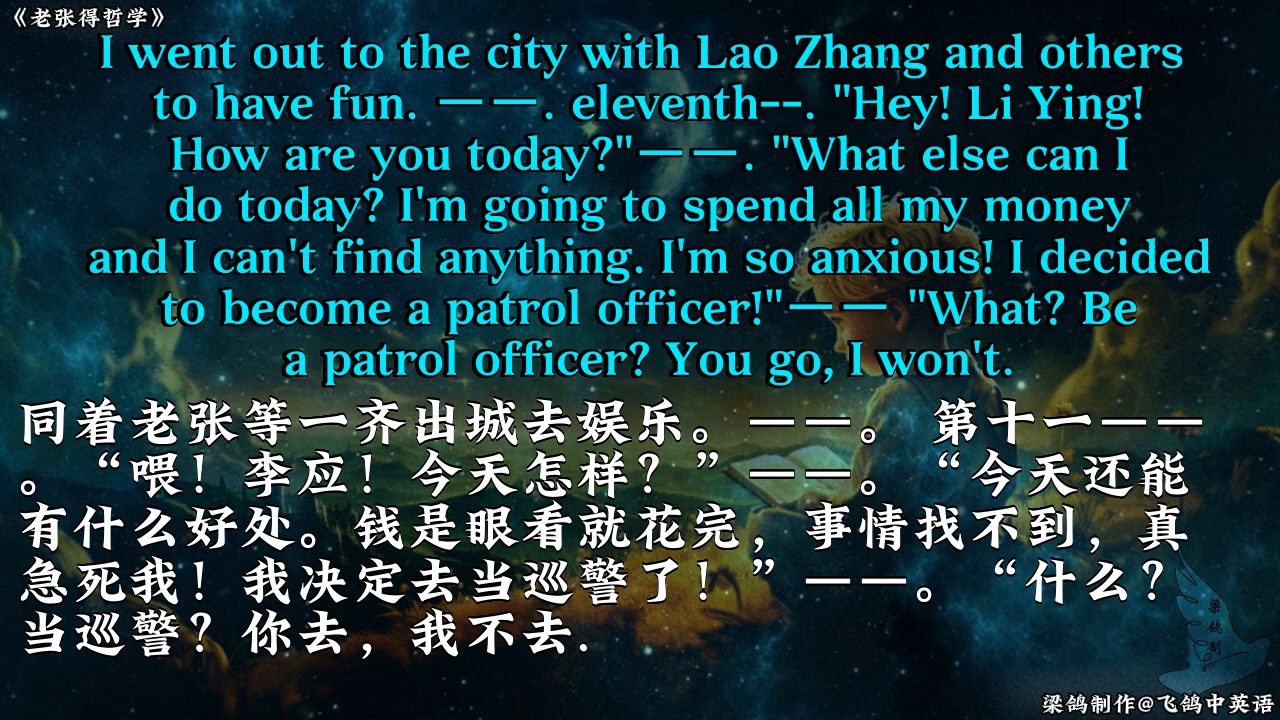 《老张得哲学》
I went out to the city with Lao Zhang and others
to have fun. ——. eleventh--. "Hey! Li Ying!
How are you today?"——. "What else can I
do today? I'm going to spend all my money
and I can't find anything. I'm so anxious! I decided
to become a patrol officer!"—— "What? Be
a patrol officer? You go, I won't.
同着老张等一齐出城去娱乐。——。 第十一——
。“喂！李应！今天怎样？”——。“今天还能
有什么好处。钱是眼看就花完，事情找不到，真
急死我！我决定去当巡警了！”——。“什么？
当巡警？你去，我不去.
梁鸽制
梁鸽制作@飞鸽中英语